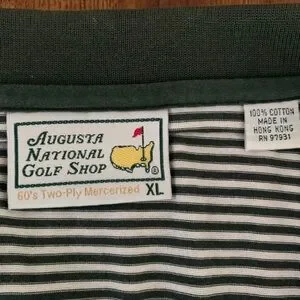 AUGUSTA
NATIONAL
GOLF SHOP
®
60's Two-Ply Mercerized XL
100% COTTON
MADE IN
HONG KONG
RN 97931